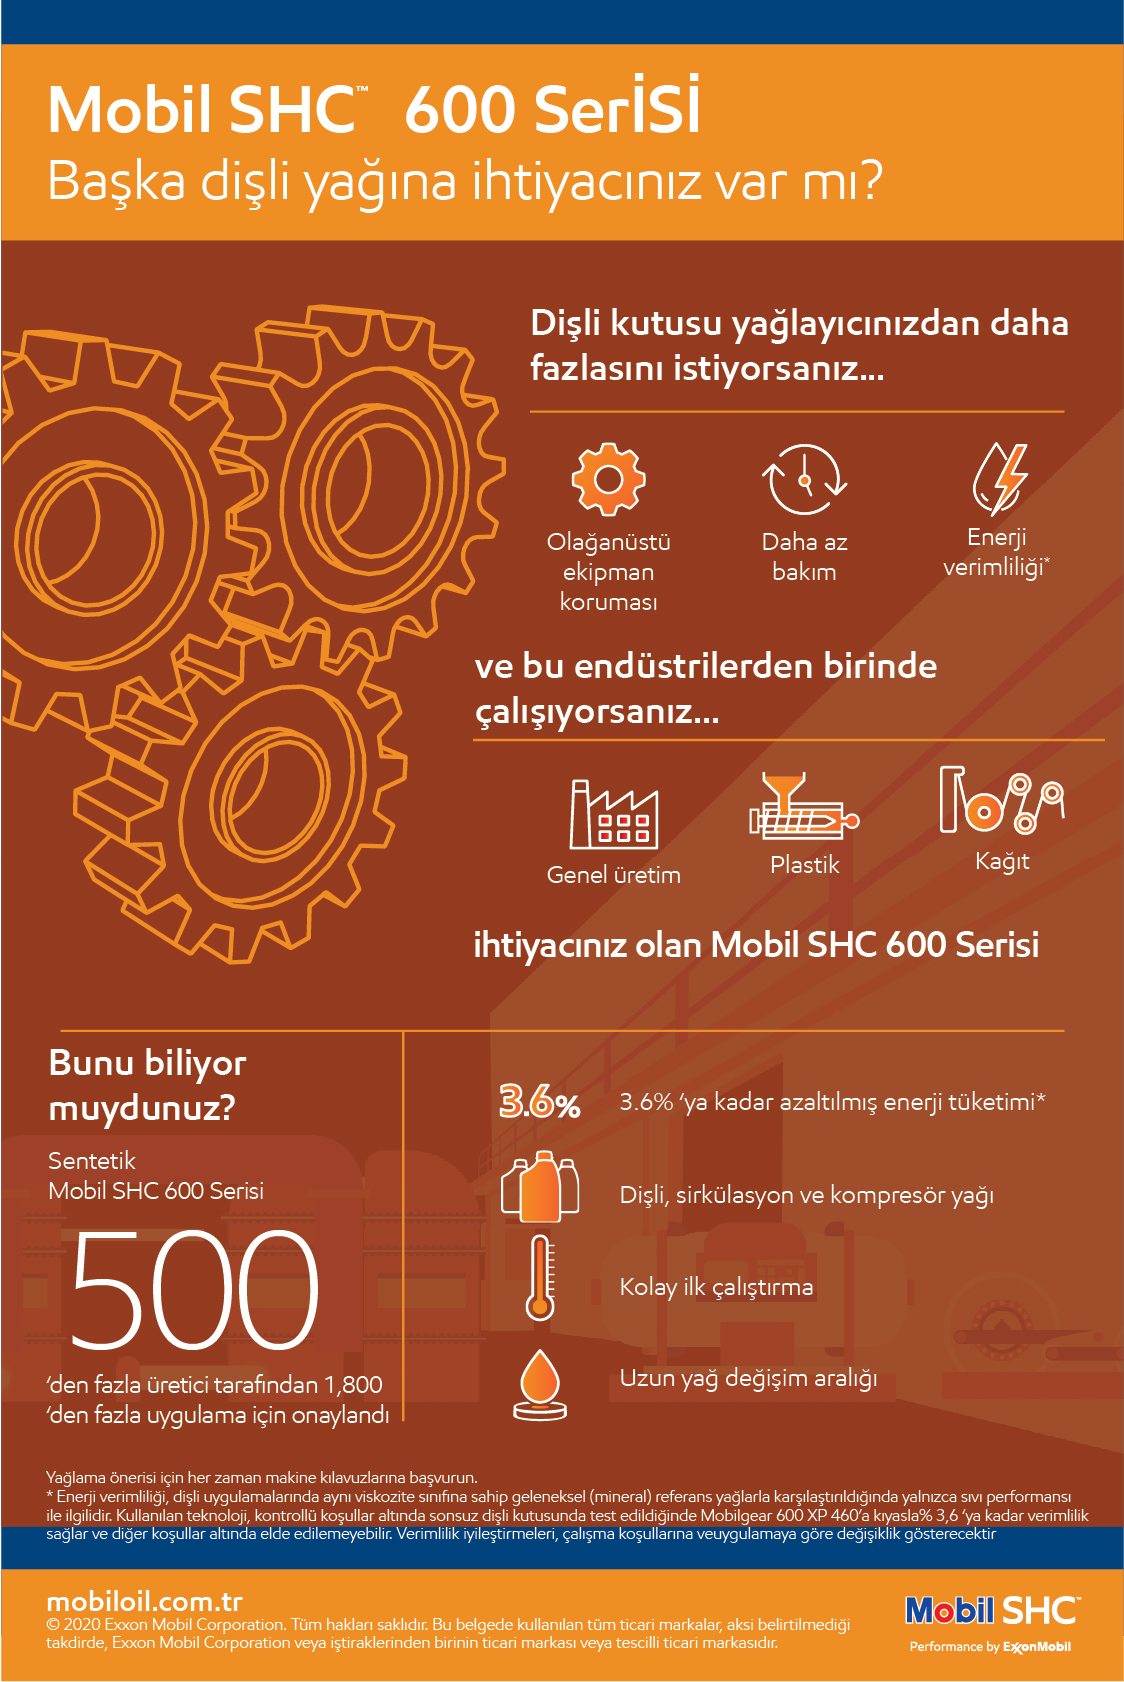 Mobil SHC™ 600 SerİSİ
Başka dişli yağına ihtiyacınız var mı?
Dişli kutusu yağlayıcınızdan daha
fazlasını istiyorsanız...
Olağanüstü
ekipman
koruması
Daha az
bakım
Enerji
verimliliği*
ve bu endüstrilerden birinde
çalışıyorsanız...
Genel üretim
Plastik
Kağıt
ihtiyacınız olan Mobil SHC 600 Serisi
Bunu biliyor
muydunuz?
Sentetik
Mobil SHC 600 Serisi
500
‘den fazla üretici tarafından 1,800
‘den fazla uygulama için onaylandı
3.6%
3.6% ‘ya kadar azaltılmış enerji tüketimi*
Dişli, sirkülasyon ve kompresör yağı
Kolay ilk çalıştırma
Uzun yağ değişim aralığı
Yağlama önerisi için her zaman makine kılavuzlarına başvurun.
* Enerji verimliliği, dişli uygulamalarında aynı viskozite sınıfına sahip geleneksel (mineral) referans yağlarla karşılaştırıldığında yalnızca sıvı performansı
ile ilgilidir. Kullanılan teknoloji, kontrollü koşullar altında sonsuz dişli kutusunda test edildiğinde Mobilgear 600 XP 460’a kıyasla% 3,6 ‘ya kadar verimlilik
sağlar ve diğer koşullar altında elde edilemeyebilir. Verimlilik iyileştirmeleri, çalışma koşullarına veuygulamaya göre değişiklik gösterecektir
mobiloil.com.tr
© 2020 Exxon Mobil Corporation. Tüm hakları saklıdır. Bu belgede kullanılan tüm ticari markalar, aksi belirtilmediği
takdirde, Exxon Mobil Corporation veya iştiraklerinden birinin ticari markası veya tescilli ticari markasıdır.
Mobil SHC™
Performance by ExxonMobil